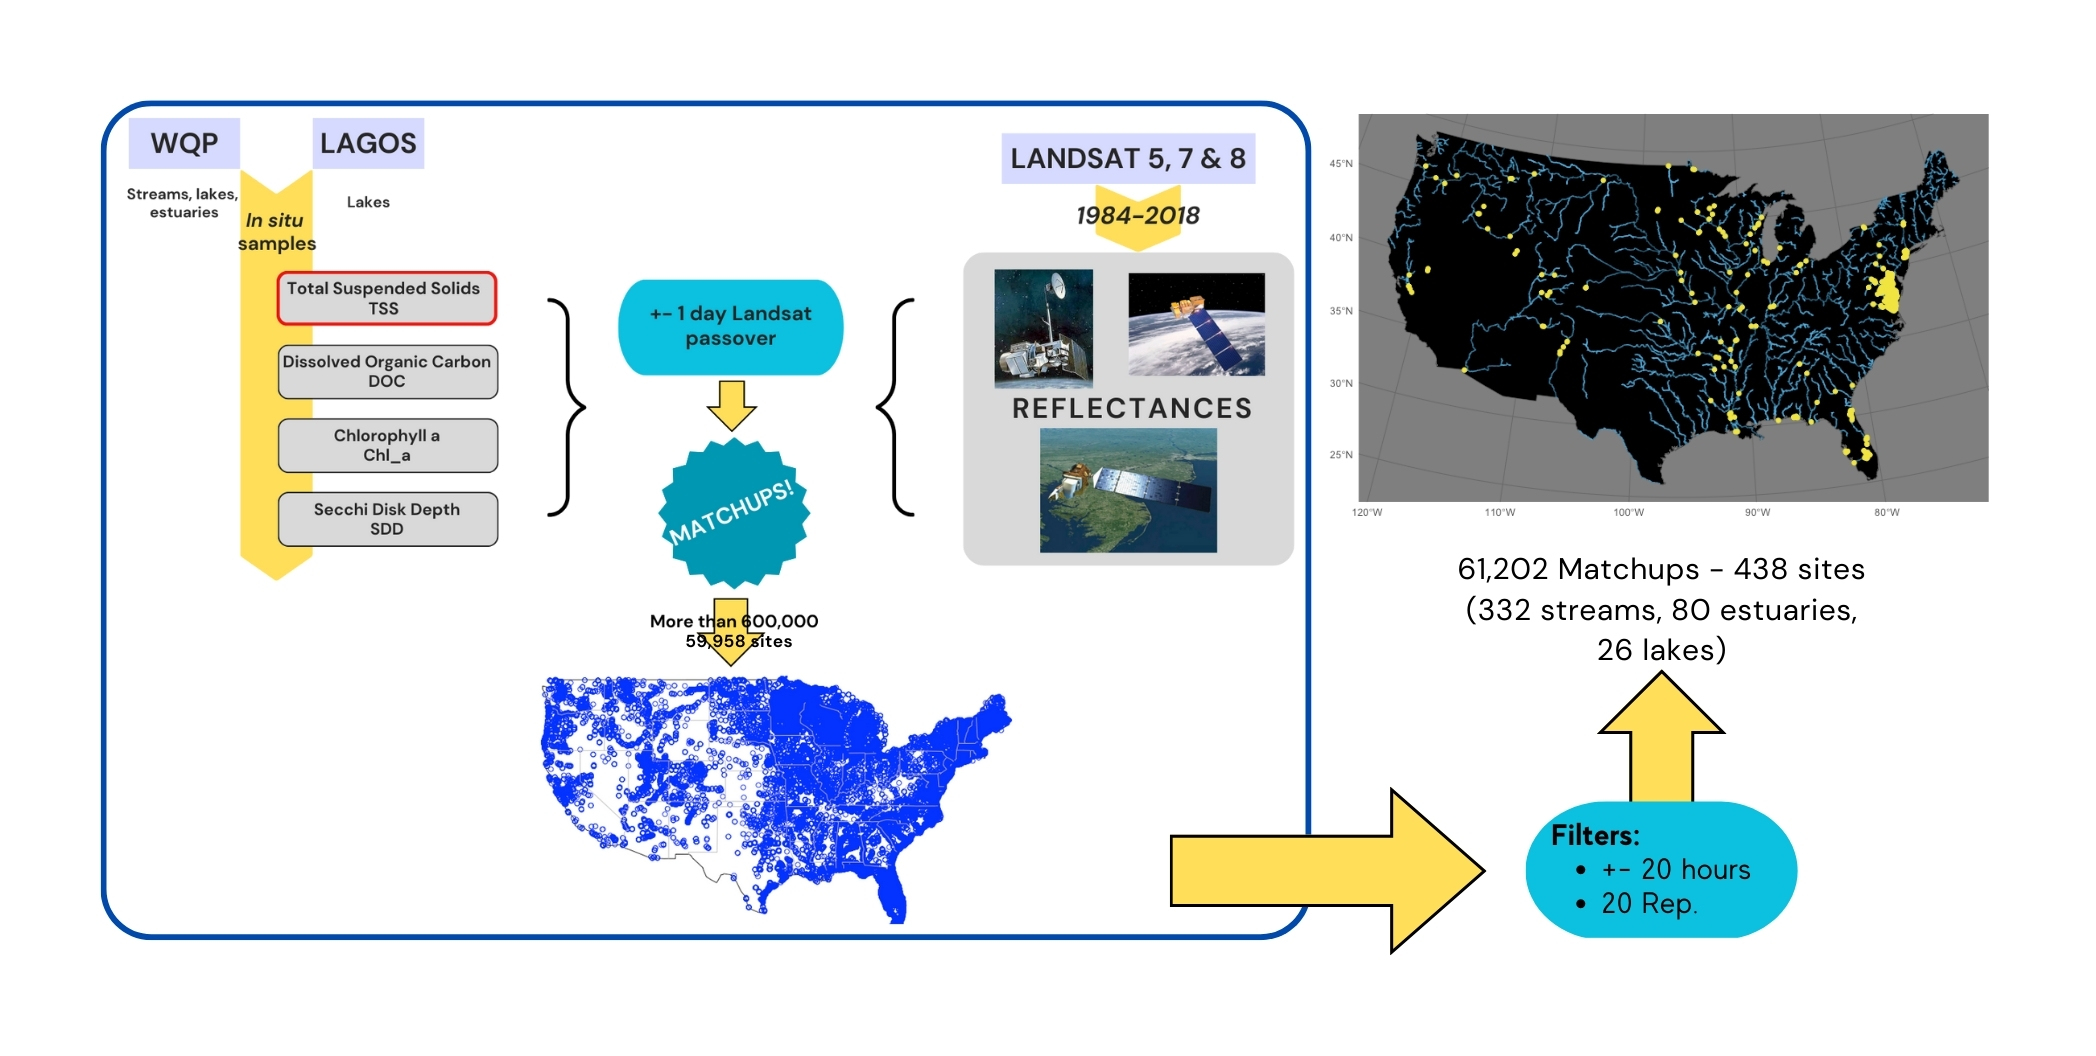 WQP
LAGOS
Streams, lakes,
estuaries
Lakes
In situ
samples
Total Suspended Solids
TSS
Dissolved Organic Carbon
DOC
Chlorophyll a
Chl_a
Secchi Disk Depth
SDD
+- 1 day Landsat
passover
MATCHUPS!
More than 600,000
59,958 sites
LANDSAT 5, 7 & 8
1984-2018
REFLECTANCES
45°N
40°N
35°N
30°N
25°N
120°W
110°W
100°W
90°W
80°W
61,202 Matchups - 438 sites
(332 streams, 80 estuaries,
26 lakes)
Filters:
• +- 20 hours
• 20 Rep.